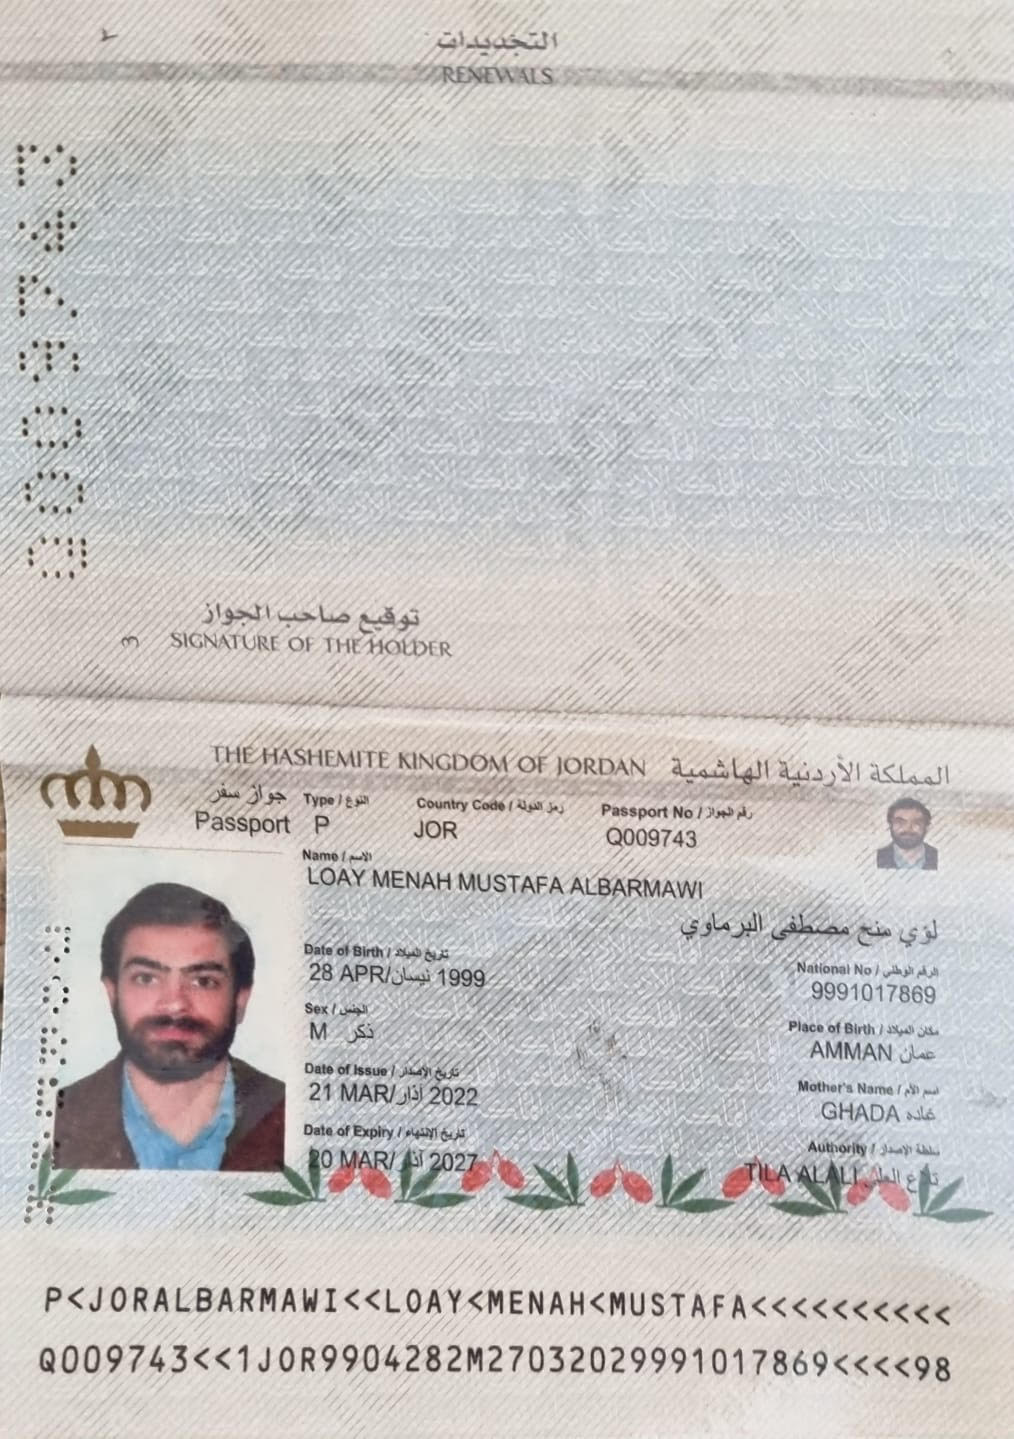 التجديدات
RENEWALS
توقيع صاحب الجواز
SIGNATURE OF THE HOLDER
٣
THE HASHEMITE KINGDOM OF JORDAN المملكة الأردنية الهاشمية
جواز سفر
Passport
Type / النوع
P
Country Code / رمز الدولة
JOR
Passport No / رقم الجواز
Q009743
Name / الاسم
LOAY MENAH MUSTAFA ALBARMAWI
لؤي منح مصطفى البرماوي
Date of Birth / تاريخ الميلاد
28 APR/نيسان 1999
National No / الرقم الوطني
9991017869
Sex / الجنس
M ذكر
Place of Birth / مكان الميلاد
AMMAN عمان
Date of Issue / تاريخ الإصدار
21 MAR/آذار 2022
Mother's Name / اسم الأم
GHADA غاده
Date of Expiry / تاريخ الانتهاء
20 MAR/آذار 2027
Authority / سلطة الاصدار
TILA ALALI تلاع العلي
P<JORALBARMAWI<<LOAY<MENAH<MUSTAFA<<<<<<<<<<
Q009743<<1JOR9904282M27032029991017869<<<<98